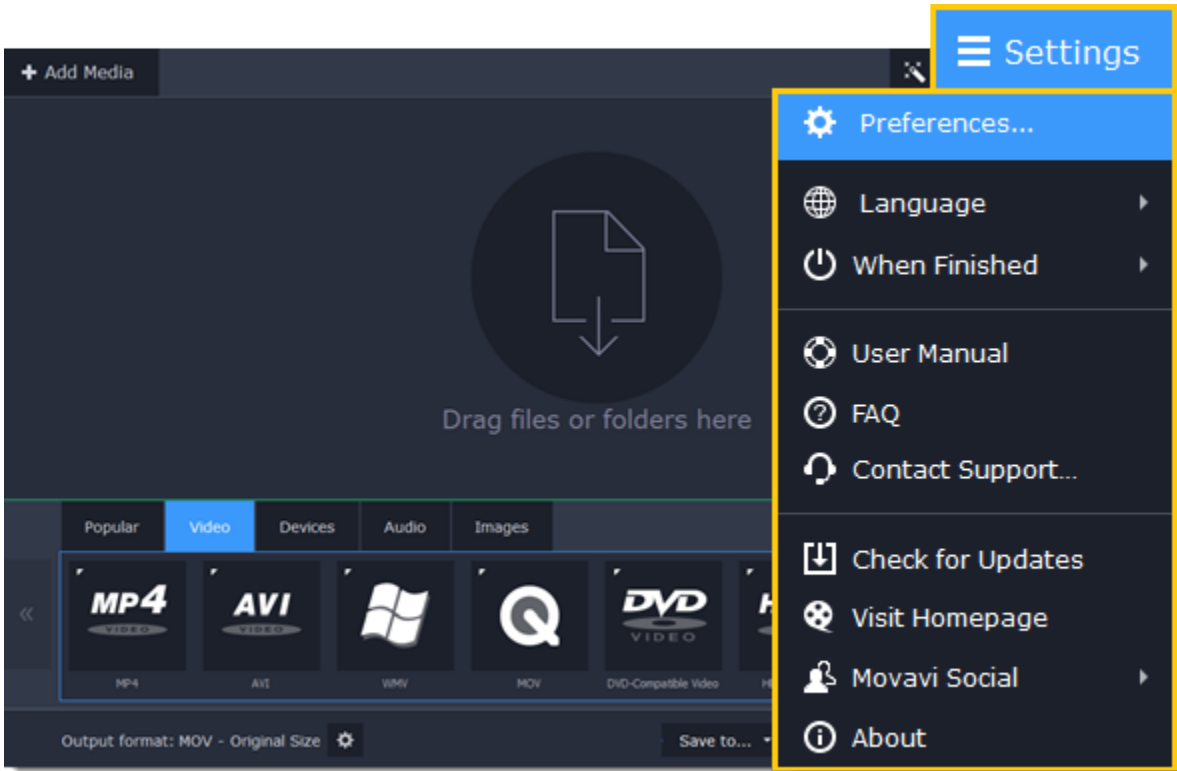 Settings
+ Add Media
Preferences...
Language
When Finished
User Manual
FAQ
Contact Support...
Check for Updates
Visit Homepage
Movavi Social
About
Drag files or folders here
Popular Video Devices Audio Images
MP4 VIDEO
AVI VIDEO
DVD VIDEO
MP4 AVI WMV MOV DVD-Compatible Video
Output format: MOV - Original Size
Save to...